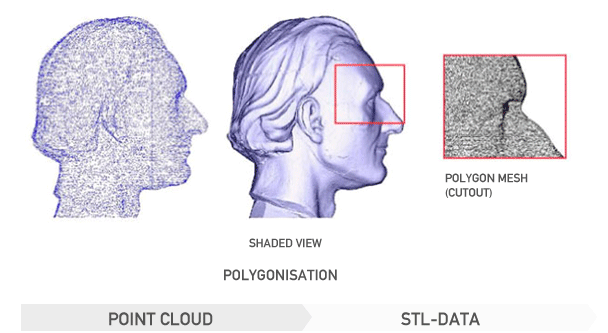 POLYGON MESH
(CUTOUT)
SHADED VIEW
POLYGONISATION
POINT CLOUD
STL-DATA